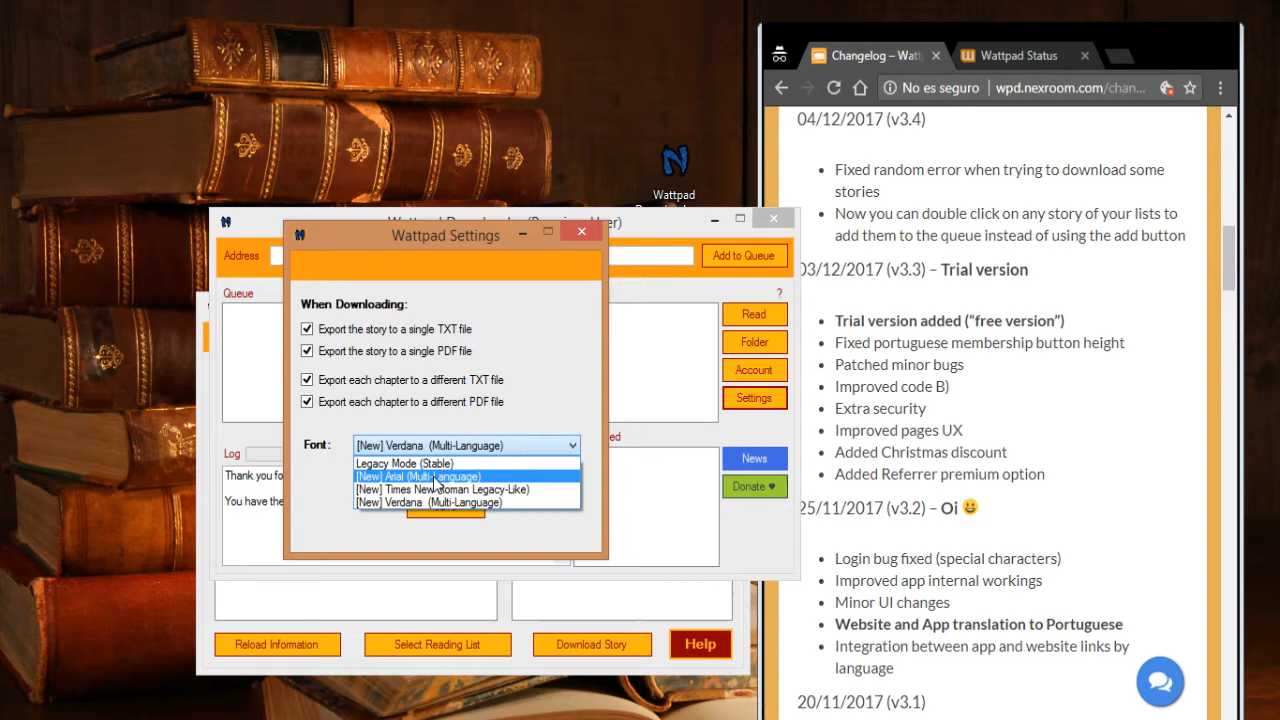 Wattpad
Wattpad Settings
Address
Add to Queue
Queue
?
When Downloading:
Export the story to a single TXT file
Export the story to a single PDF file
Export each chapter to a different TXT file
Export each chapter to a different PDF file
Font:
[New] Verdana (Multi-Language)
Legacy Mode (Stable)
[New] Arial (Multi-Language)
[New] Times New Roman Legacy-Like)
[New] Verdana (Multi-Language)
Read
Folder
Account
Settings
Log
Thank you fo
You have the
ed
News
Donate ♥
Reload Information
Select Reading List
Download Story
Help
Changelog – Watt
Wattpad Status
No es seguro
wpd.nexroom.com/chan...
04/12/2017 (v3.4)
Fixed random error when trying to download some
stories
Now you can double click on any story of your lists to
add them to the queue instead of using the add button
03/12/2017 (v3.3) – Trial version
Trial version added (“free version”)
Fixed portuguese membership button height
Patched minor bugs
Improved code B)
Extra security
Improved pages UX
Added Christmas discount
Added Referrer premium option
25/11/2017 (v3.2) – Oi 😀
Login bug fixed (special characters)
Improved app internal workings
Minor UI changes
Website and App translation to Portuguese
Integration between app and website links by
language
20/11/2017 (v3.1)